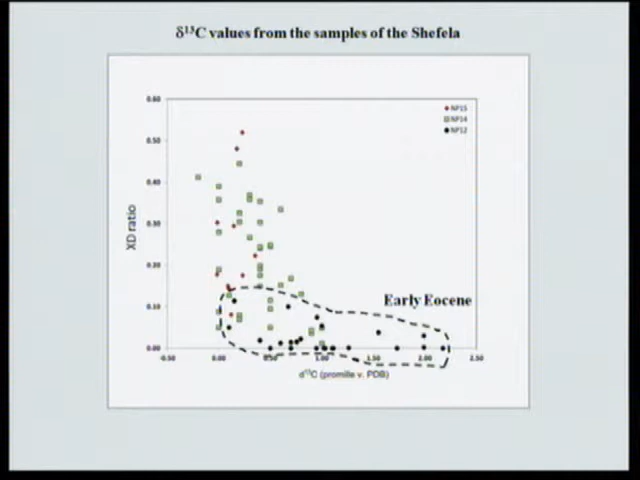 δ¹³C values from the samples of the Shefela
0.60
NP15
NP14
NP12
0.50
0.40
XD ratio
0.30
0.20
0.10
Early Eocene
0.00
-0.50
0.00
0.50
1.00
1.50
2.00
2.50
d¹³C (promille v. PDB)